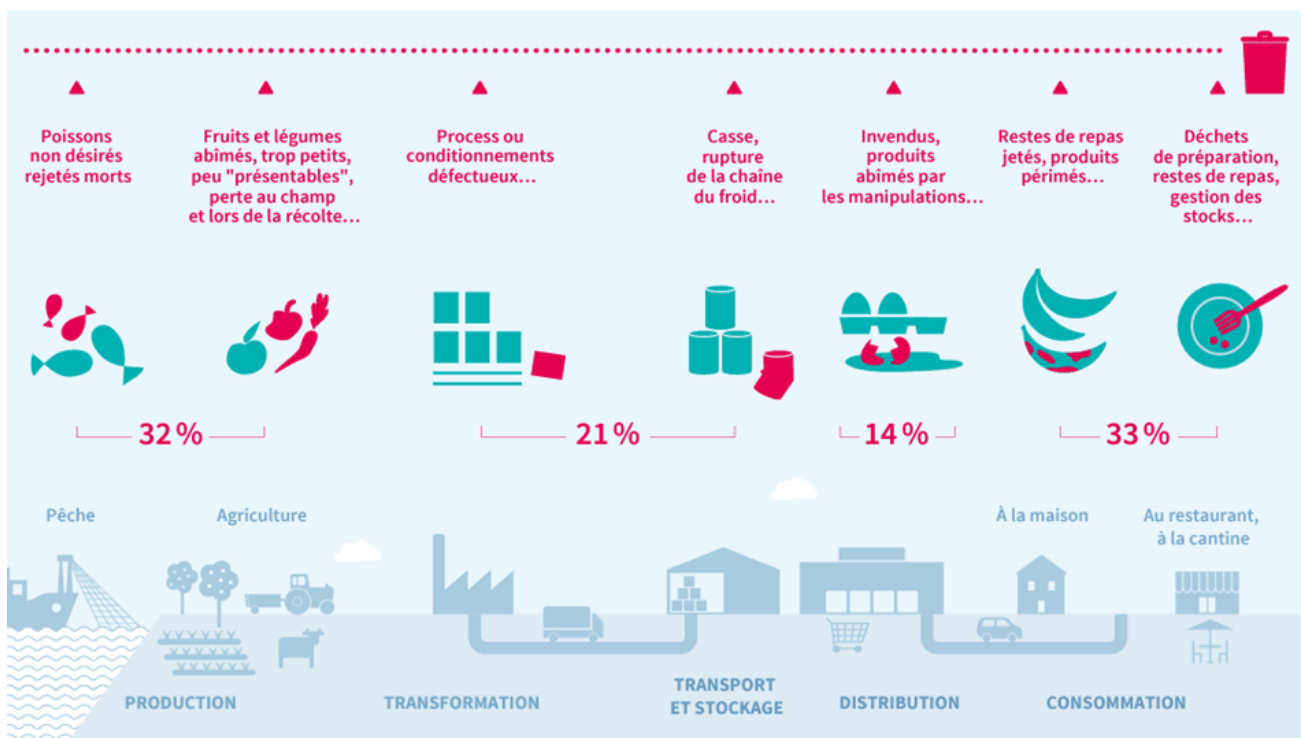 Poissons
non désirés
rejetés morts
Fruits et légumes
abîmés, trop petits,
peu "présentables",
perte au champ
et lors de la récolte...
Process ou
conditionnements
défectueux...
Casse,
rupture
de la chaîne
du froid...
Invendus,
produits
abîmés par
les manipulations...
Restes de repas
jetés, produits
périmés...
Déchets
de préparation,
restes de repas,
gestion des
stocks...
32 %
21 %
14 %
33 %
Pêche
Agriculture
À la maison
Au restaurant,
à la cantine
PRODUCTION
TRANSFORMATION
TRANSPORT
ET STOCKAGE
DISTRIBUTION
CONSOMMATION